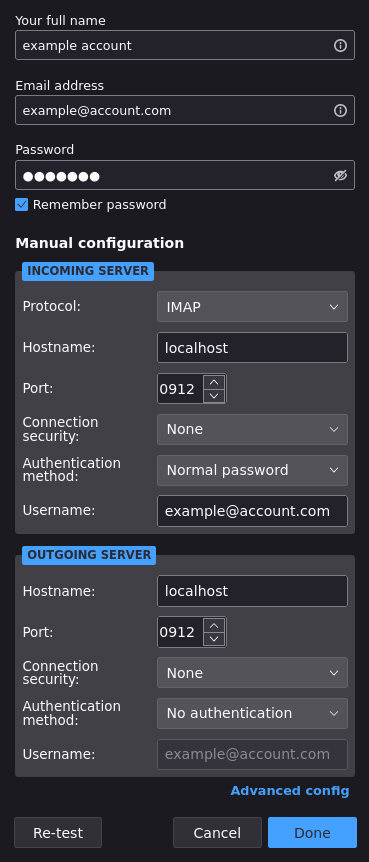 Your full name
example account
Email address
example@account.com
Password
●●●●●●●
Remember password
Manual configuration
INCOMING SERVER
Protocol: IMAP
Hostname: localhost
Port: 0912
Connection
security: None
Authentication
method: Normal password
Username: example@account.com
OUTGOING SERVER
Hostname: localhost
Port: 0912
Connection
security: None
Authentication
method: No authentication
Username: example@account.com
Advanced config
Re-test Cancel Done